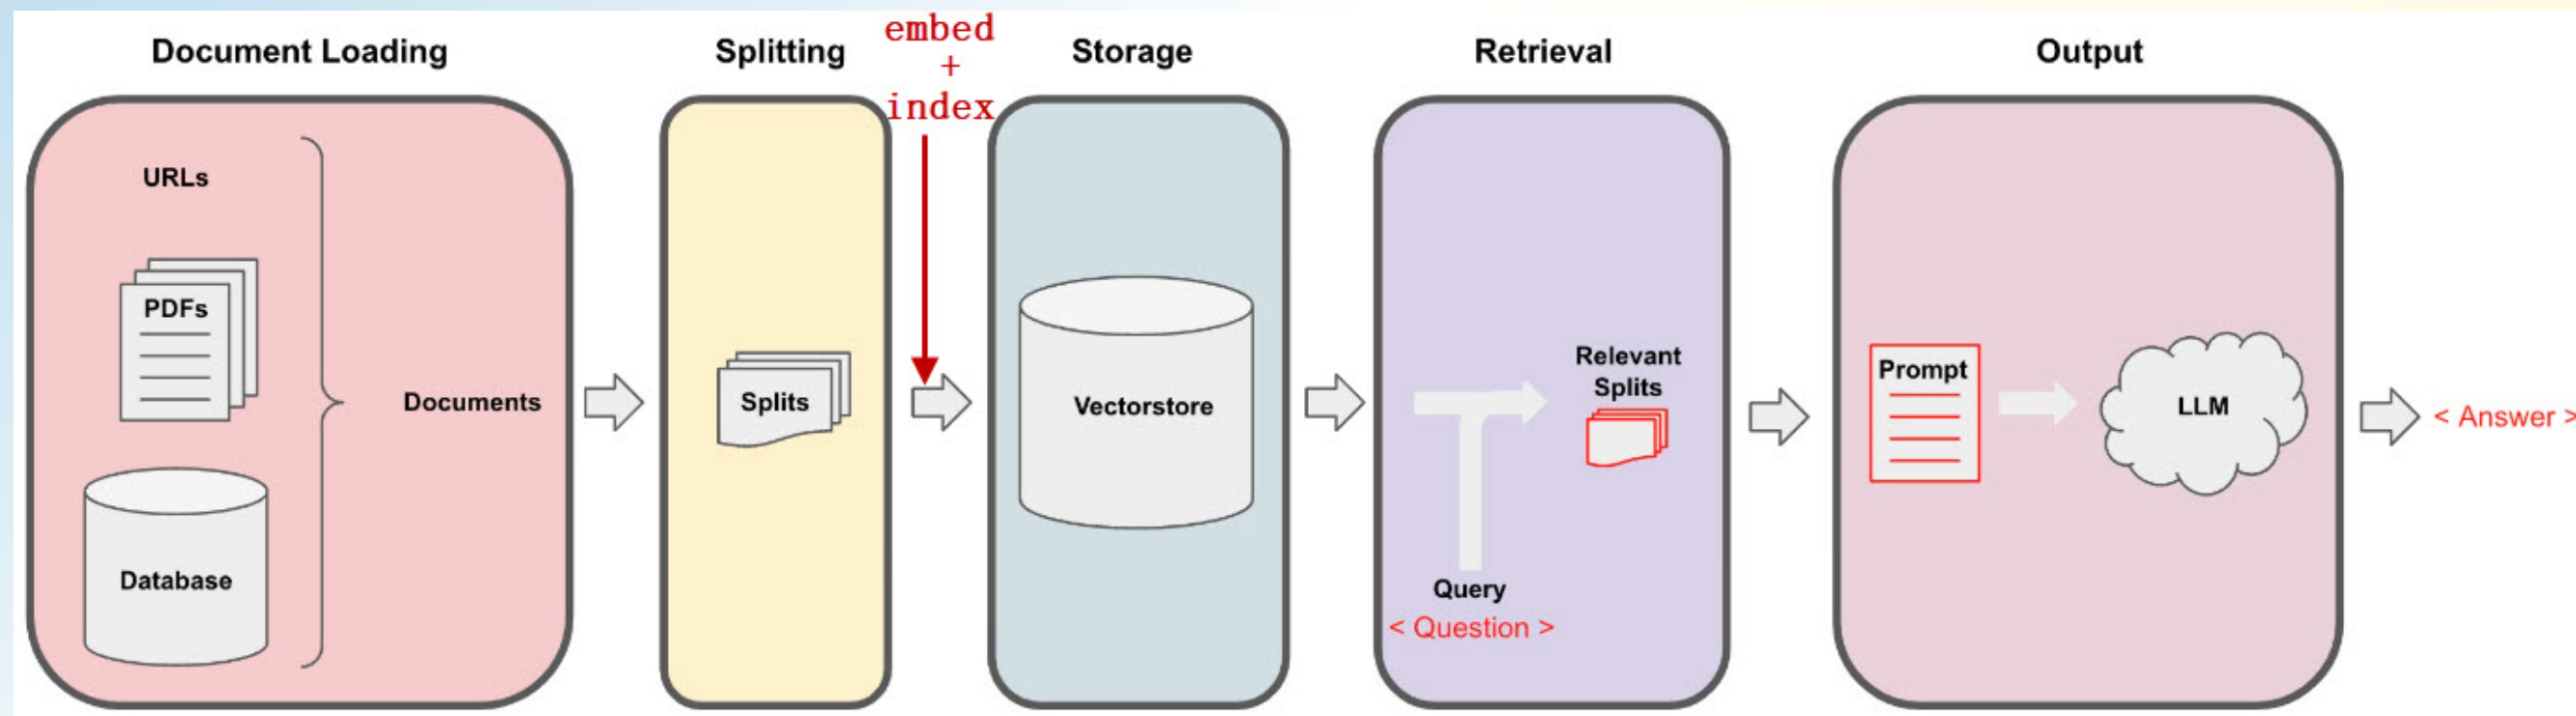 Document Loading
URLs
PDFs
Database
Documents
Splitting
Splits
embed
+
index
Storage
Vectorstore
Retrieval
Relevant
Splits
Query
< Question >
Output
Prompt
LLM
< Answer >